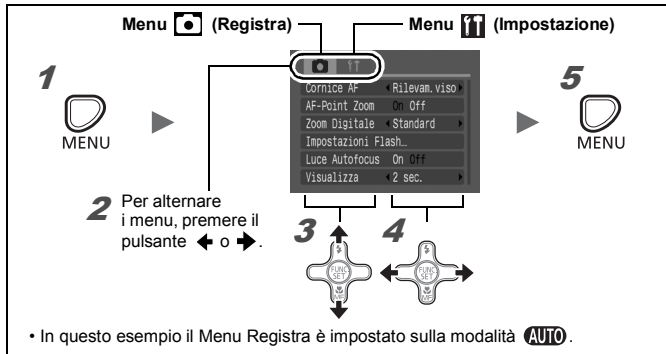 Menu (Registra)
Menu (Impostazione)
1
MENU
2 Per alternare
i menu, premere il
pulsante o .
Cornice AF Rilevam. viso
AF-Point Zoom On Off
Zoom Digitale Standard
Impostazioni Flash…
Luce Autofocus On Off
Visualizza 2 sec.
3
FUNC.
SET
MF
4
FUNC.
SET
MF
5
MENU
• In questo esempio il Menu Registra è impostato sulla modalità AUTO.